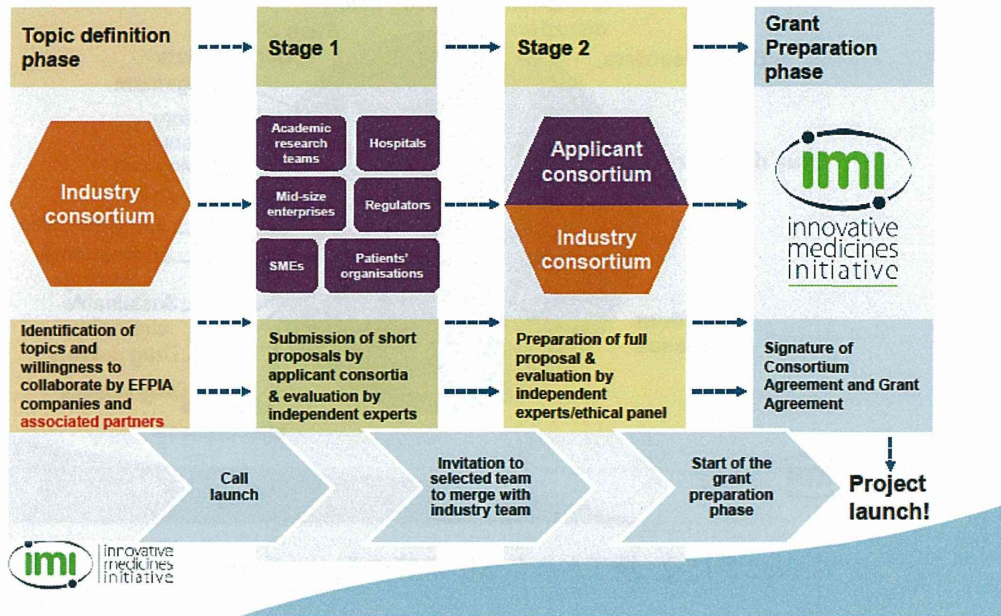 Topic definition
phase
Stage 1
Stage 2
Grant
Preparation
phase
Industry
consortium
Academic
research
teams
Hospitals
Mid-size
enterprises
Regulators
SMEs
Patients'
organisations
Applicant
consortium
Industry
consortium
imi
innovative
medicines
initiative
Identification of
topics and
willingness to
collaborate by EFPIA
companies and
associated partners
Submission of short
proposals by
applicant consortia
& evaluation by
independent experts
Preparation of full
proposal &
evaluation by
independent
experts/ethical panel
Signature of
Consortium
Agreement and Grant
Agreement
Call
launch
Invitation to
selected team
to merge with
industry team
Start of the
grant
preparation
phase
Project
launch!
imi
innovative
medicines
initiative